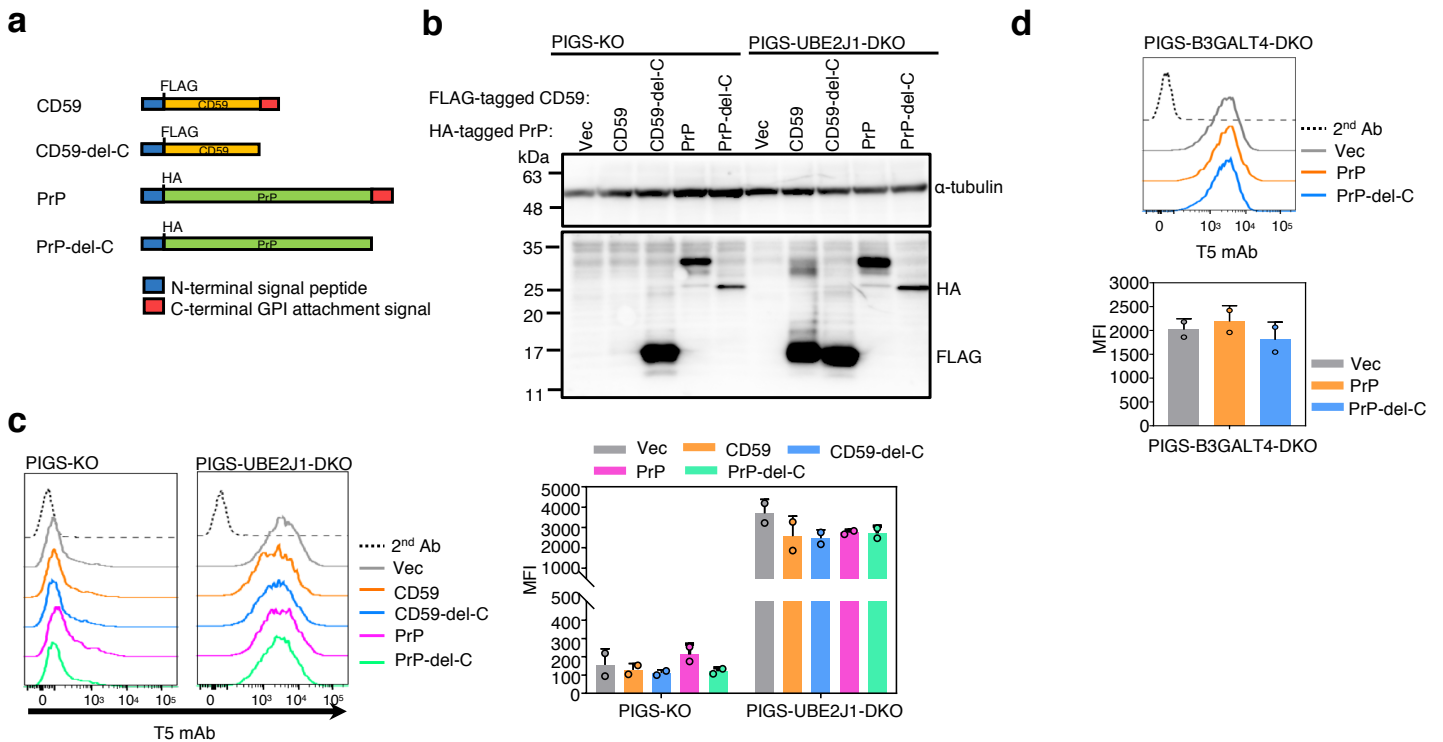 a
FLAG
CD59
CD59
FLAG
CD59-del-C
CD59
HA
PrP
PrP
HA
PrP-del-C
PrP
N-terminal signal peptide
C-terminal GPI attachment signal
b
PIGS-KO
PIGS-UBE2J1-DKO
FLAG-tagged CD59:
HA-tagged PrP:
Vec
CD59
CD59-del-C
PrP
PrP-del-C
Vec
CD59
CD59-del-C
PrP
PrP-del-C
kDa
63
48
α-tubulin
35
25
20
17
11
HA
FLAG
c
PIGS-KO
PIGS-UBE2J1-DKO
0 10³ 10⁴ 10⁵
0 10³ 10⁴ 10⁵
T5 mAb
2nd Ab
Vec
CD59
CD59-del-C
PrP
PrP-del-C
Vec
CD59
CD59-del-C
PrP
PrP-del-C
MFI
5000
4000
3000
2000
1000
500
300
200
100
0
PIGS-KO
PIGS-UBE2J1-DKO
d
PIGS-B3GALT4-DKO
2nd Ab
Vec
PrP
PrP-del-C
0 10³ 10⁴ 10⁵
T5 mAb
MFI
3000
2500
2000
1500
1000
500
0
Vec
PrP
PrP-del-C
PIGS-B3GALT4-DKO